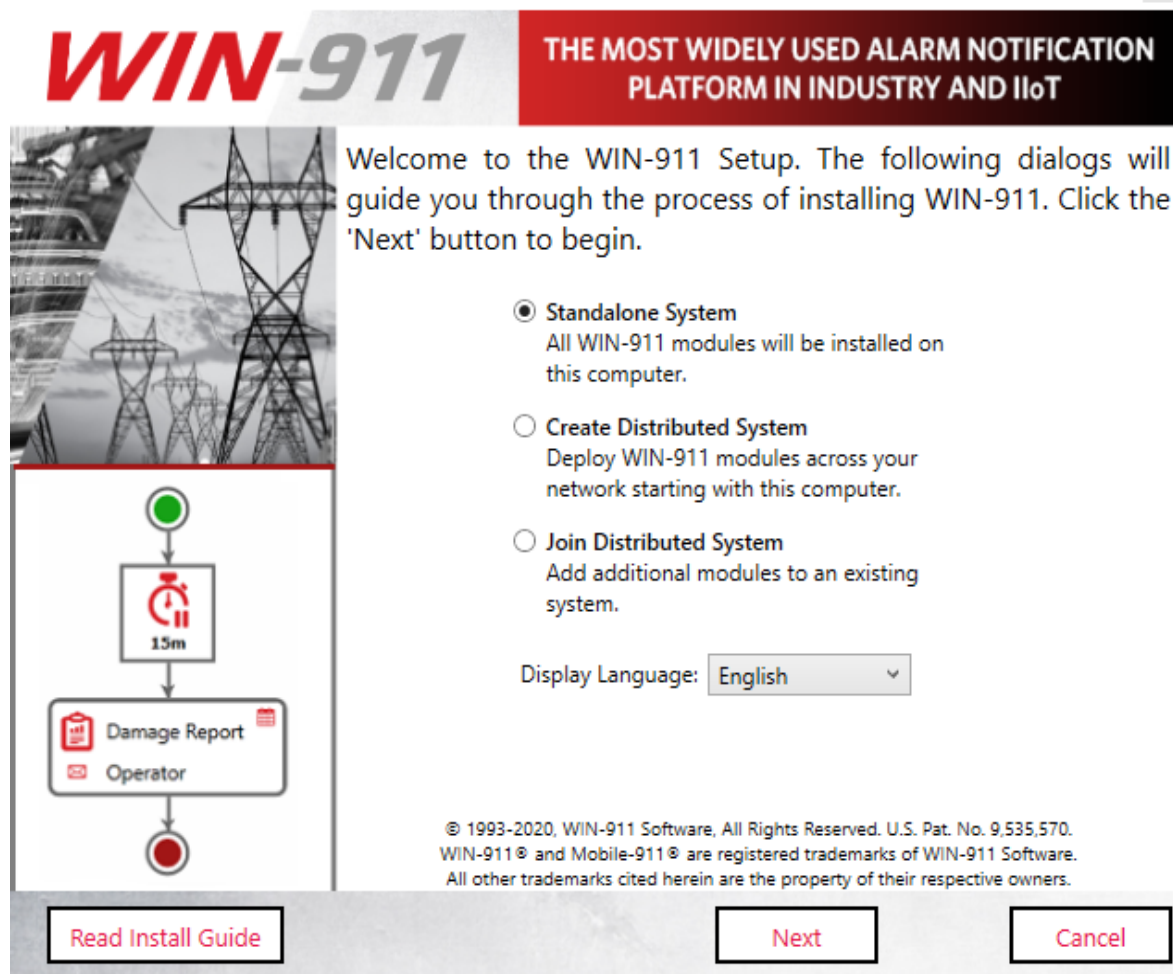 WIN-911
THE MOST WIDELY USED ALARM NOTIFICATION
PLATFORM IN INDUSTRY AND IIoT
Welcome to the WIN-911 Setup. The following dialogs will
guide you through the process of installing WIN-911. Click the
'Next' button to begin.
Standalone System
All WIN-911 modules will be installed on
this computer.
Create Distributed System
Deploy WIN-911 modules across your
network starting with this computer.
Join Distributed System
Add additional modules to an existing
system.
Display Language: English
15m
Damage Report
Operator
© 1993-2020, WIN-911 Software, All Rights Reserved. U.S. Pat. No. 9,535,570.
WIN-911® and Mobile-911® are registered trademarks of WIN-911 Software.
All other trademarks cited herein are the property of their respective owners.
Read Install Guide
Next
Cancel